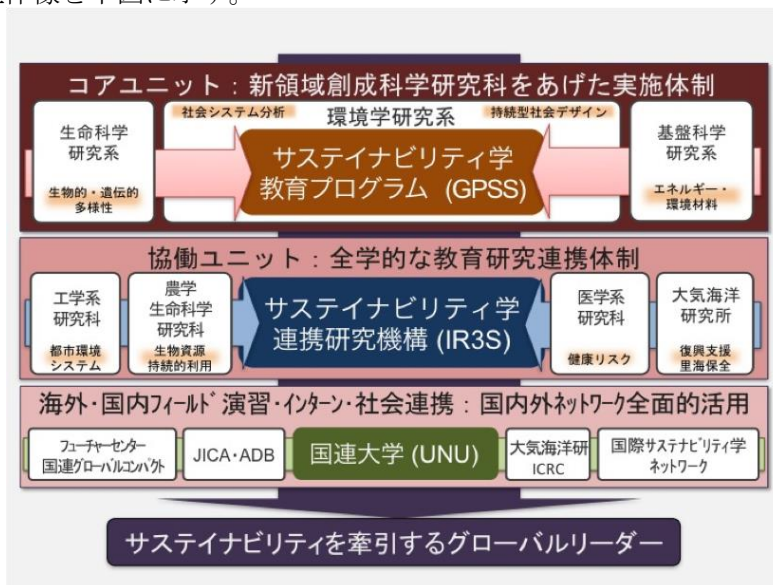 仕様を下図に示す。
コアユニット：新領域創成科学研究科をあげた実施体制
生命科学
研究系
生物的・遺伝的
多様性
社会システム分析
環境学研究系
持続型社会デザイン
サステイナビリティ学
教育プログラム (GPSS)
基盤科学
研究系
エネルギー・
環境材料
協働ユニット：全学的な教育研究連携体制
工学系
研究科
都市環境
システム
農学
生命科学
研究科
生物資源
持続的利用
サステイナビリティ学
連携研究機構 (IR3S)
医学系
研究科
健康リスク
大気海洋
研究所
復興支援
里海保全
海外・国内フィールド演習・インターン・社会連携：国内外ネットワーク全面的活用
フューチャーセンター
国連グローバルコンパクト
JICA・ADB
国連大学 (UNU)
大気海洋研
ICRC
国際サステナビリティ学
ネットワーク
サステイナビリティを牽引するグローバルリーダー